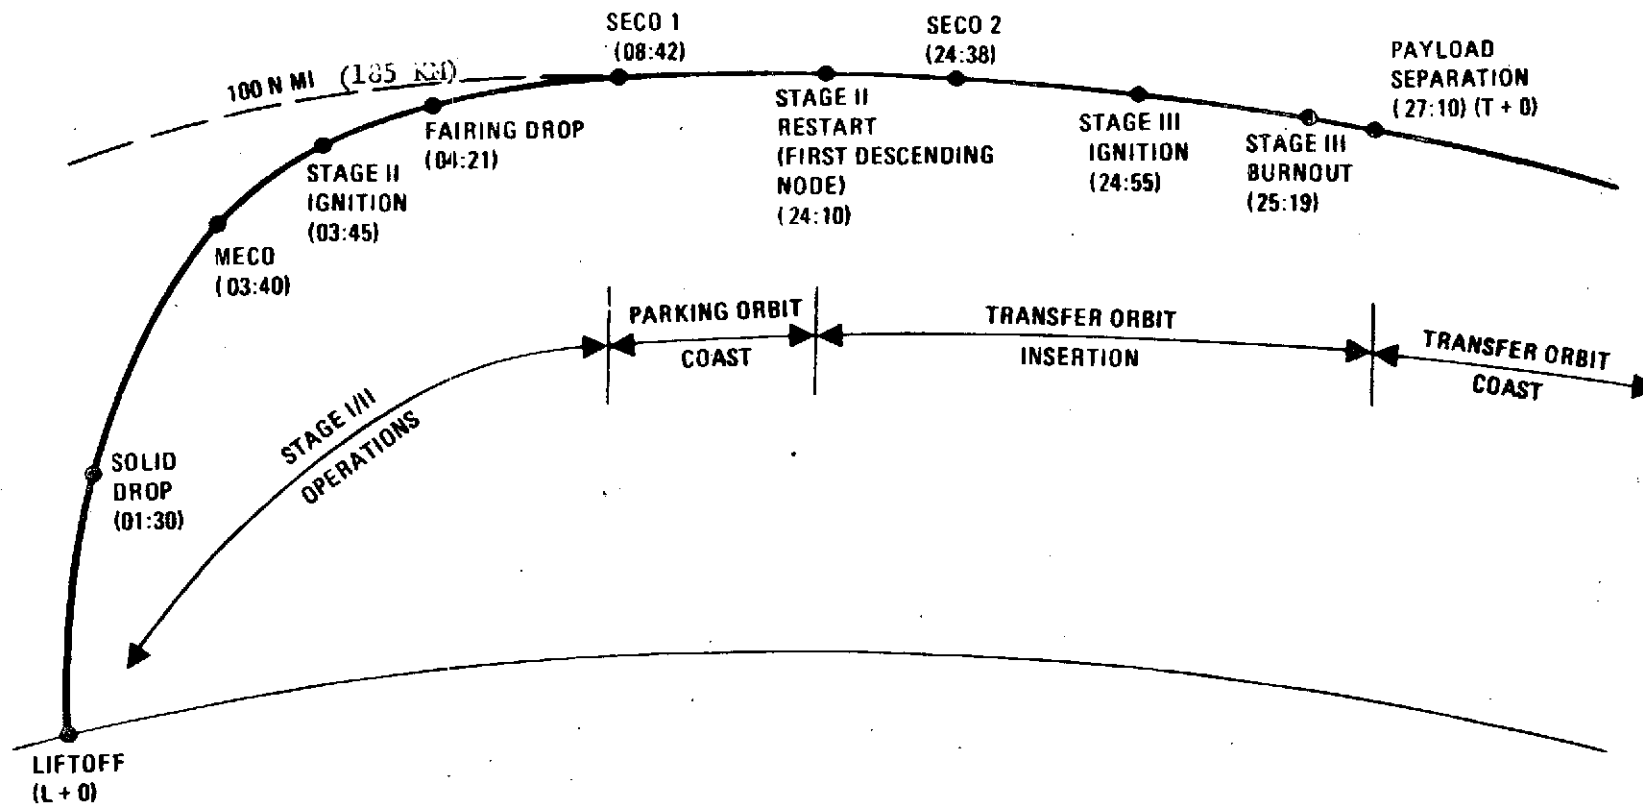 SECO 1
(08:42)
SECO 2
(24:38)
PAYLOAD
SEPARATION
(27:10) (T + 0)
100 N MI (185 KM)
FAIRING DROP
(04:21)
STAGE II
RESTART
(FIRST DESCENDING
NODE)
(24:10)
STAGE III
IGNITION
(24:55)
STAGE III
BURNOUT
(25:19)
STAGE II
IGNITION
(03:45)
MECO
(03:40)
PARKING ORBIT
COAST
TRANSFER ORBIT
INSERTION
TRANSFER ORBIT
COAST
STAGE I/II
OPERATIONS
SOLID
DROP
(01:30)
LIFTOFF
(L + 0)